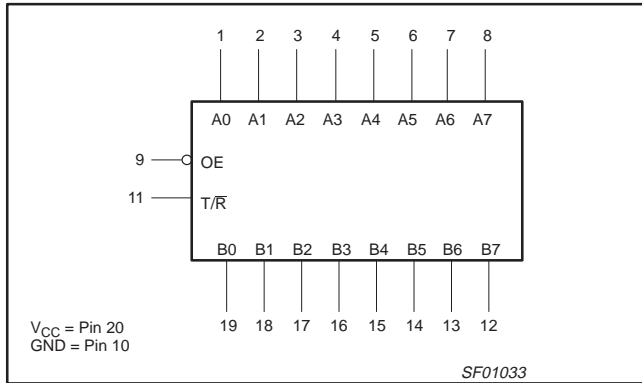 1 2 3 4 5 6 7 8
A0 A1 A2 A3 A4 A5 A6 A7
9 OE
11 T/R̅
B0 B1 B2 B3 B4 B5 B6 B7
19 18 17 16 15 14 13 12
VCC = Pin 20
GND = Pin 10
SF01033